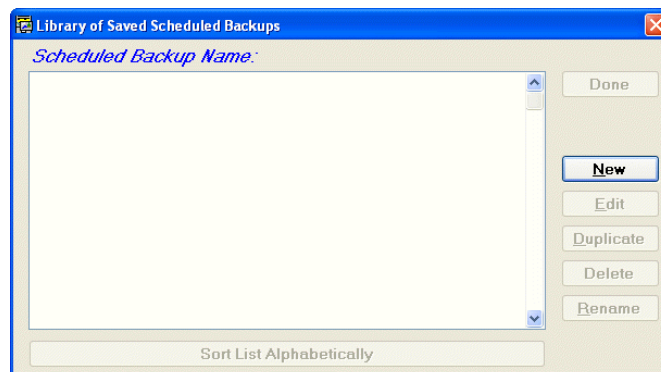 Library of Saved Scheduled Backups
Scheduled Backup Name:
Done
New
Edit
Duplicate
Delete
Rename
Sort List Alphabetically